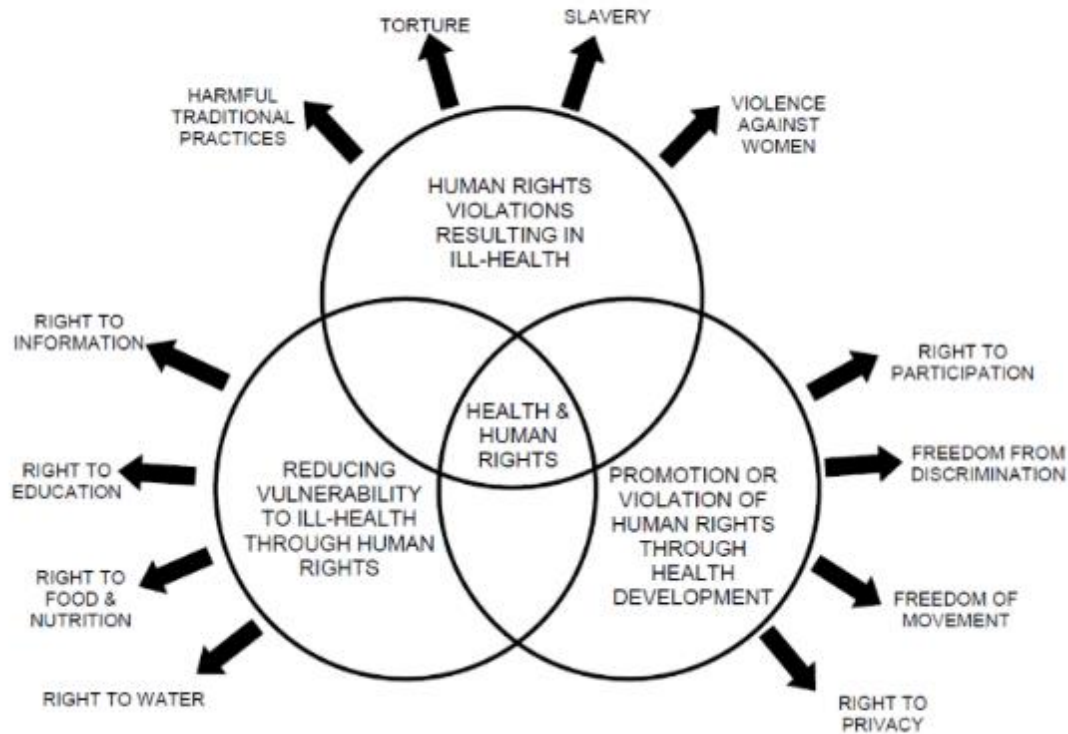 TORTURE
SLAVERY
HARMFUL
TRADITIONAL
PRACTICES
VIOLENCE
AGAINST
WOMEN
HUMAN RIGHTS
VIOLATIONS
RESULTING IN
ILL-HEALTH
RIGHT TO
INFORMATION
RIGHT TO
EDUCATION
RIGHT TO
FOOD &
NUTRITION
RIGHT TO WATER
REDUCING
VULNERABILITY
TO ILL-HEALTH
THROUGH HUMAN
RIGHTS
HEALTH &
HUMAN
RIGHTS
PROMOTION OR
VIOLATION OF
HUMAN RIGHTS
THROUGH
HEALTH
DEVELOPMENT
RIGHT TO
PARTICIPATION
FREEDOM FROM
DISCRIMINATION
FREEDOM OF
MOVEMENT
RIGHT TO
PRIVACY